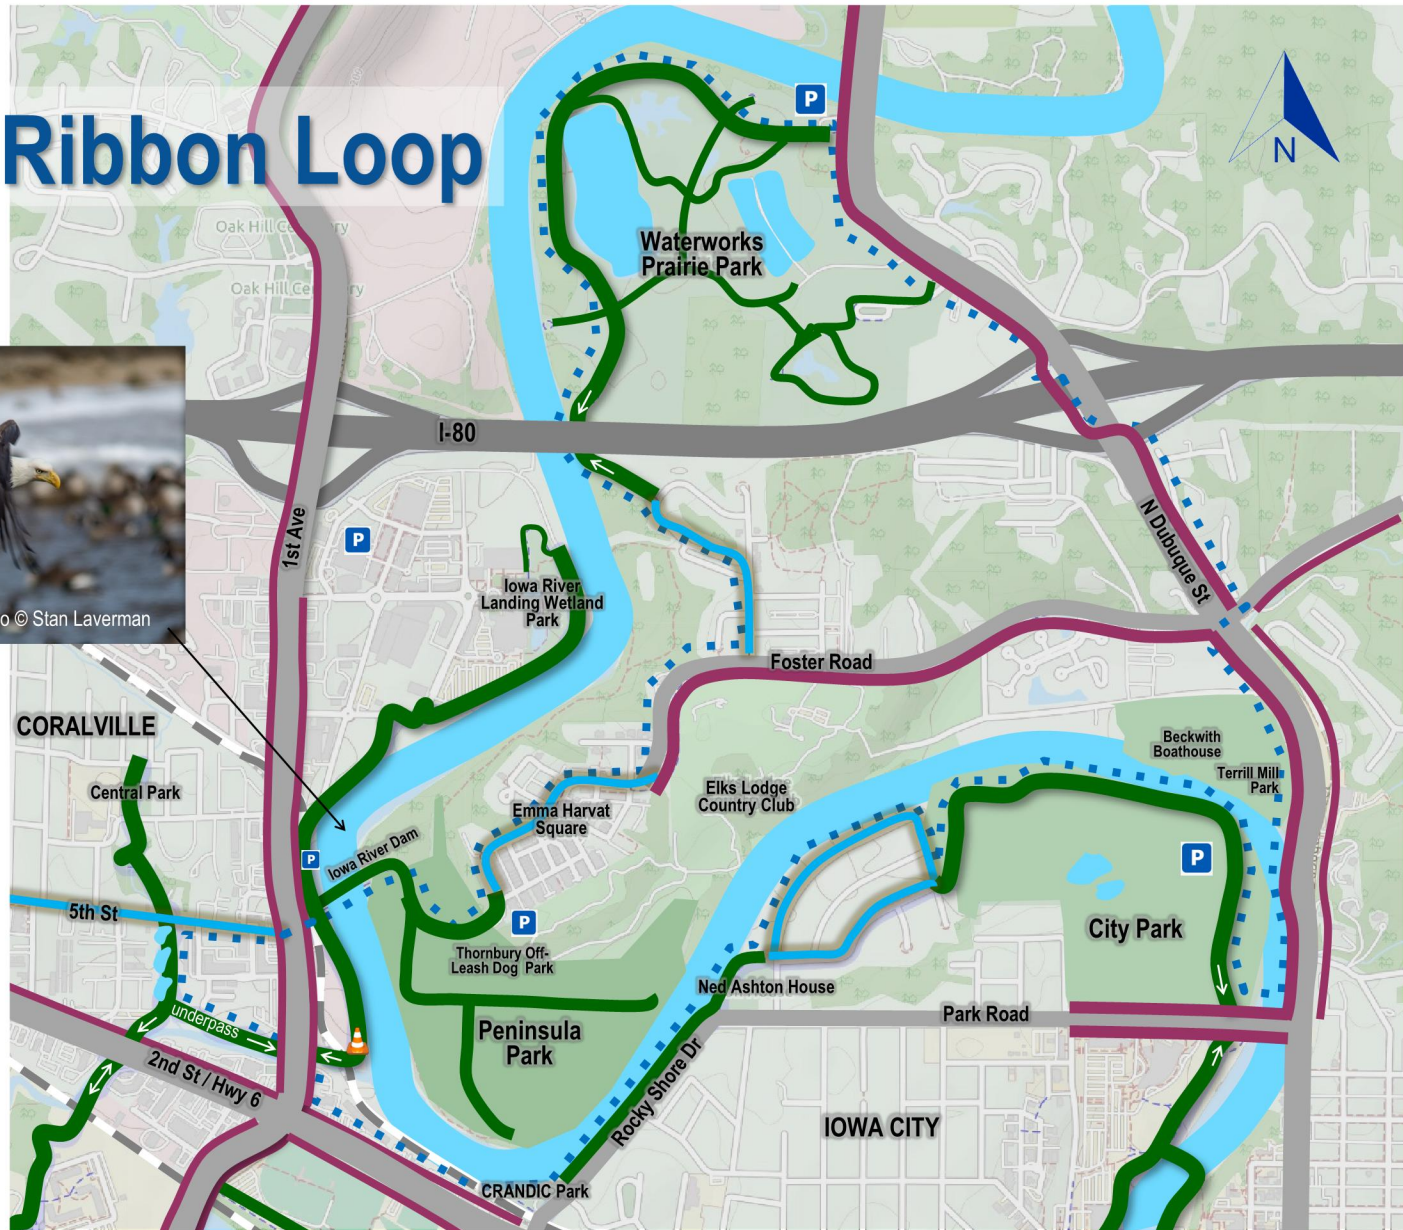 Ribbon Loop
P
N
Oak Hill Cemetery
Waterworks
Prairie Park
Oak Hill Cemetery
I-80
1st Ave
P
N Dubuque St
Iowa River
Landing Wetland
Park
© Stan Laverman
Foster Road
CORALVILLE
Central Park
Beckwith
Boathouse
Terrill Mill
Park
Elks Lodge
Country Club
Emma Harvat
Square
P
Iowa River Dam
P
5th St
P
City Park
Thornbury Off-
Leash Dog Park
Ned Ashton House
underpass
Park Road
Peninsula
Park
2nd St / Hwy 6
Rocky Shore Dr
IOWA CITY
CRANDIC Park